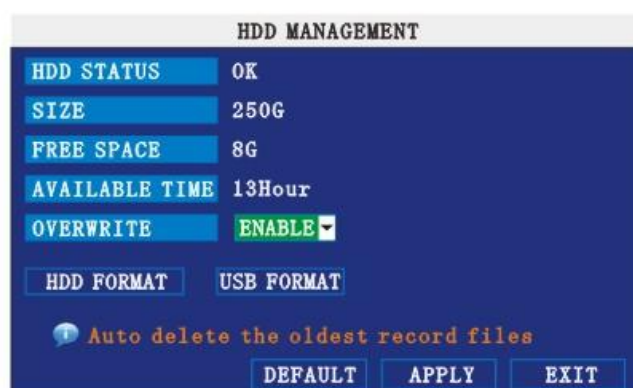 HDD MANAGEMENT
HDD STATUS OK
SIZE 250G
FREE SPACE 8G
AVAILABLE TIME 13Hour
OVERWRITE ENABLE
HDD FORMAT USB FORMAT
Auto delete the oldest record files
DEFAULT APPLY EXIT